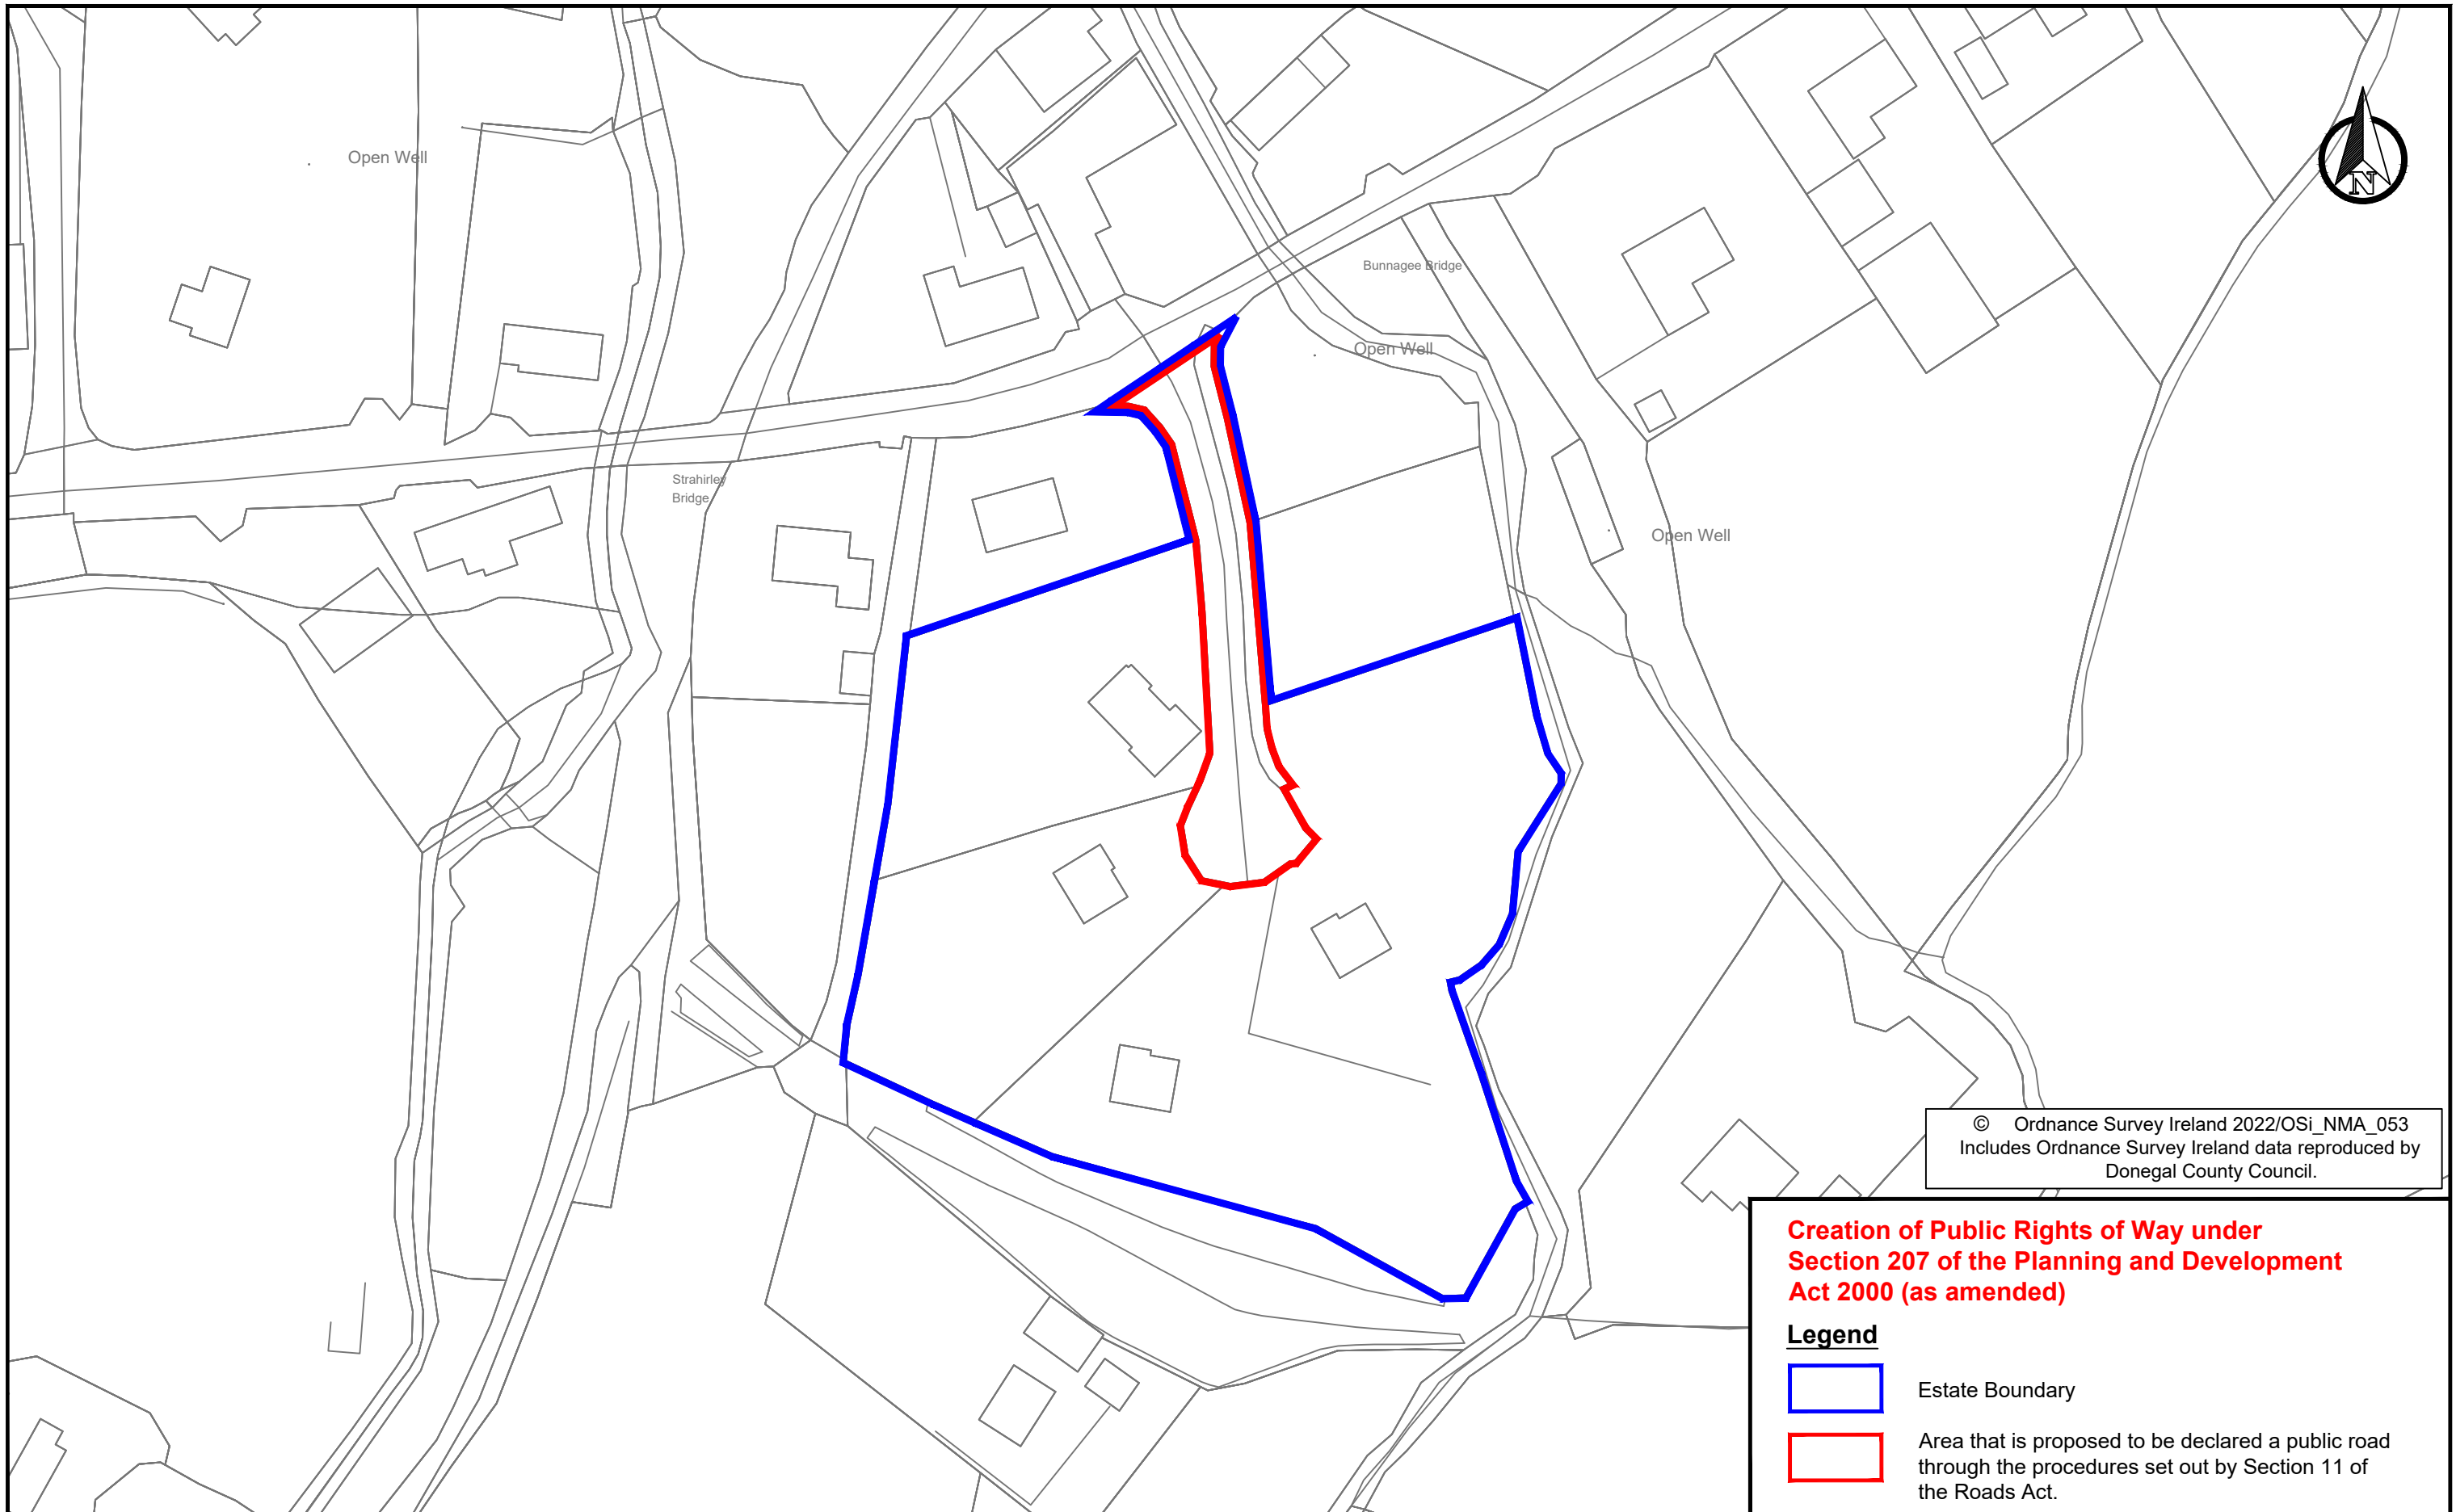 Open Well
N
Bunnagee Bridge
Open Well
Strahirley
Bridge
Open Well
© Ordnance Survey Ireland 2022/OSi_NMA_053
Includes Ordnance Survey Ireland data reproduced by
Donegal County Council.
Creation of Public Rights of Way under
Section 207 of the Planning and Development
Act 2000 (as amended)
Legend
Estate Boundary
Area that is proposed to be declared a public road
through the procedures set out by Section 11 of
the Roads Act.